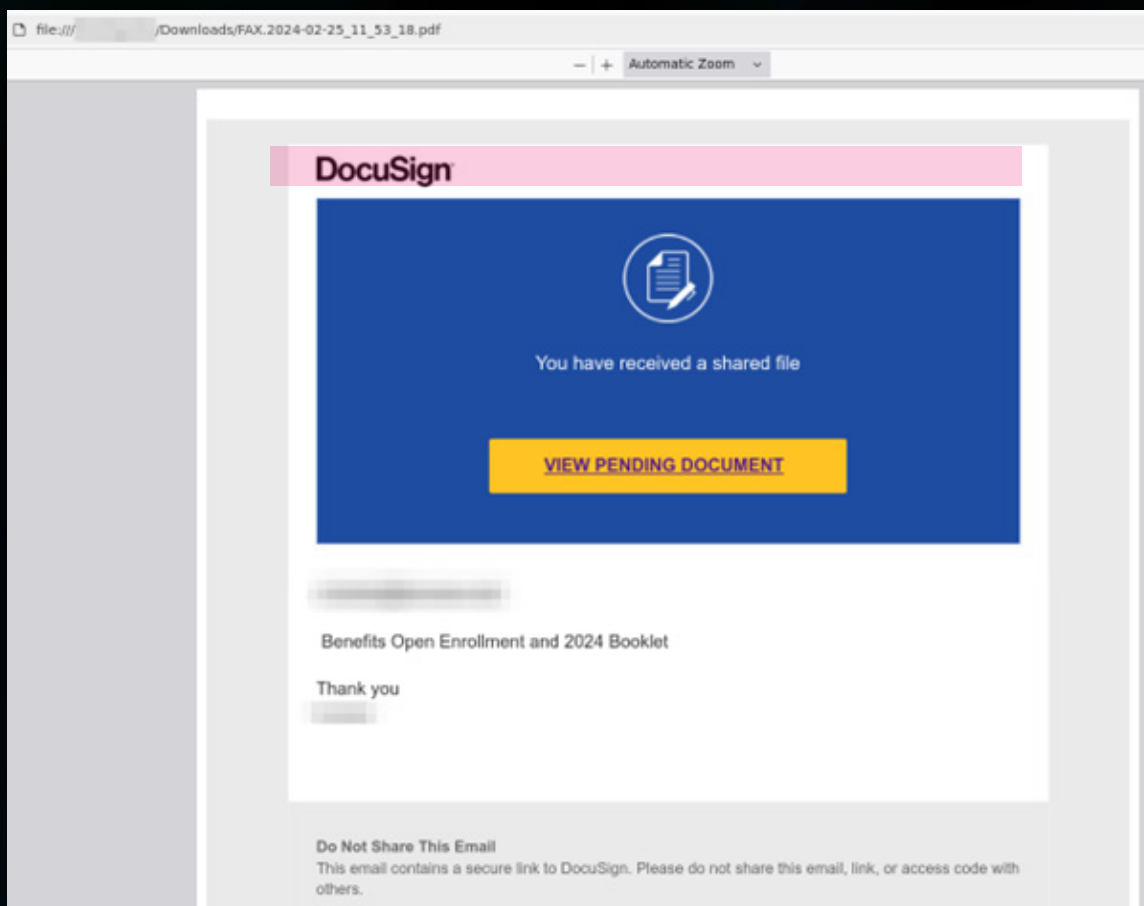 file:/// /Downloads/FAX.2024-02-25_11_53_18.pdf
− + Automatic Zoom
DocuSign
You have received a shared file
VIEW PENDING DOCUMENT
Benefits Open Enrollment and 2024 Booklet
Thank you
Do Not Share This Email
This email contains a secure link to DocuSign. Please do not share this email, link, or access code with
others.